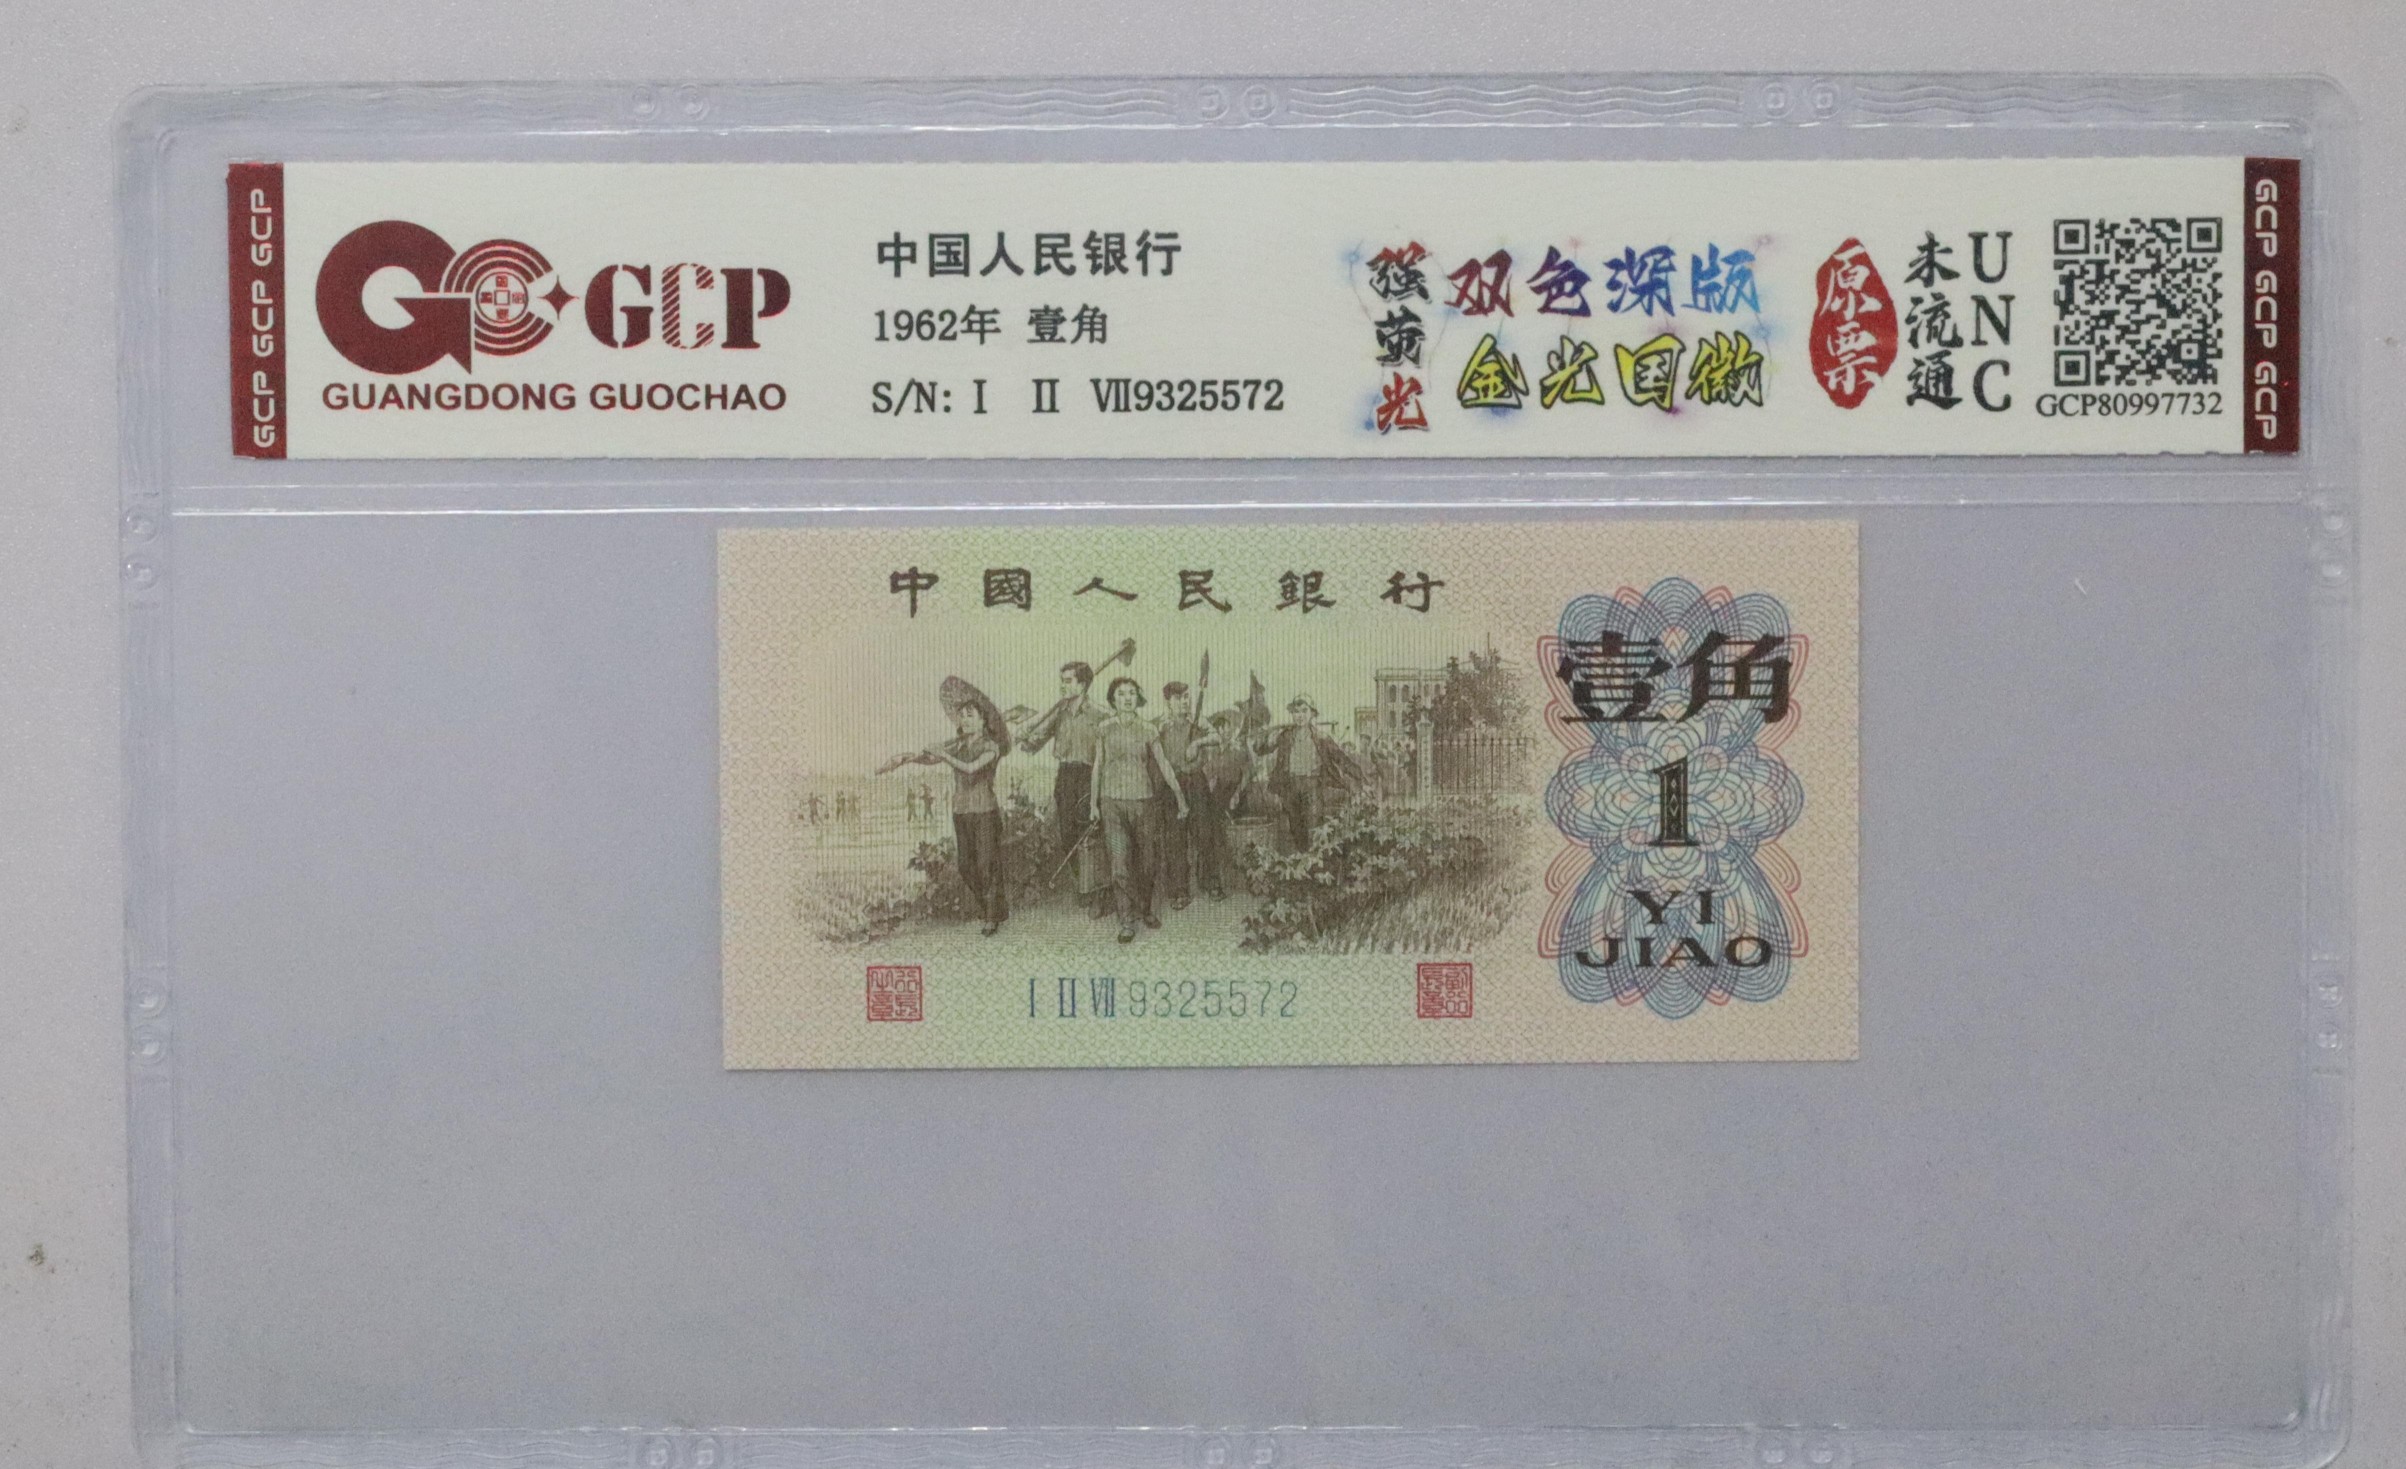 GCP GCP GCP
GCP
GUANGDONG GUOCHAO
中国人民银行
1962年 壹角
S/N: I II VII9325572
强荧光
双色深版
金光国徽
原票
未流通
UNC
GCP80997732
GCP GCP GCP
中國人民銀行
壹角
1
YI
JIAO
I II VII 9325572